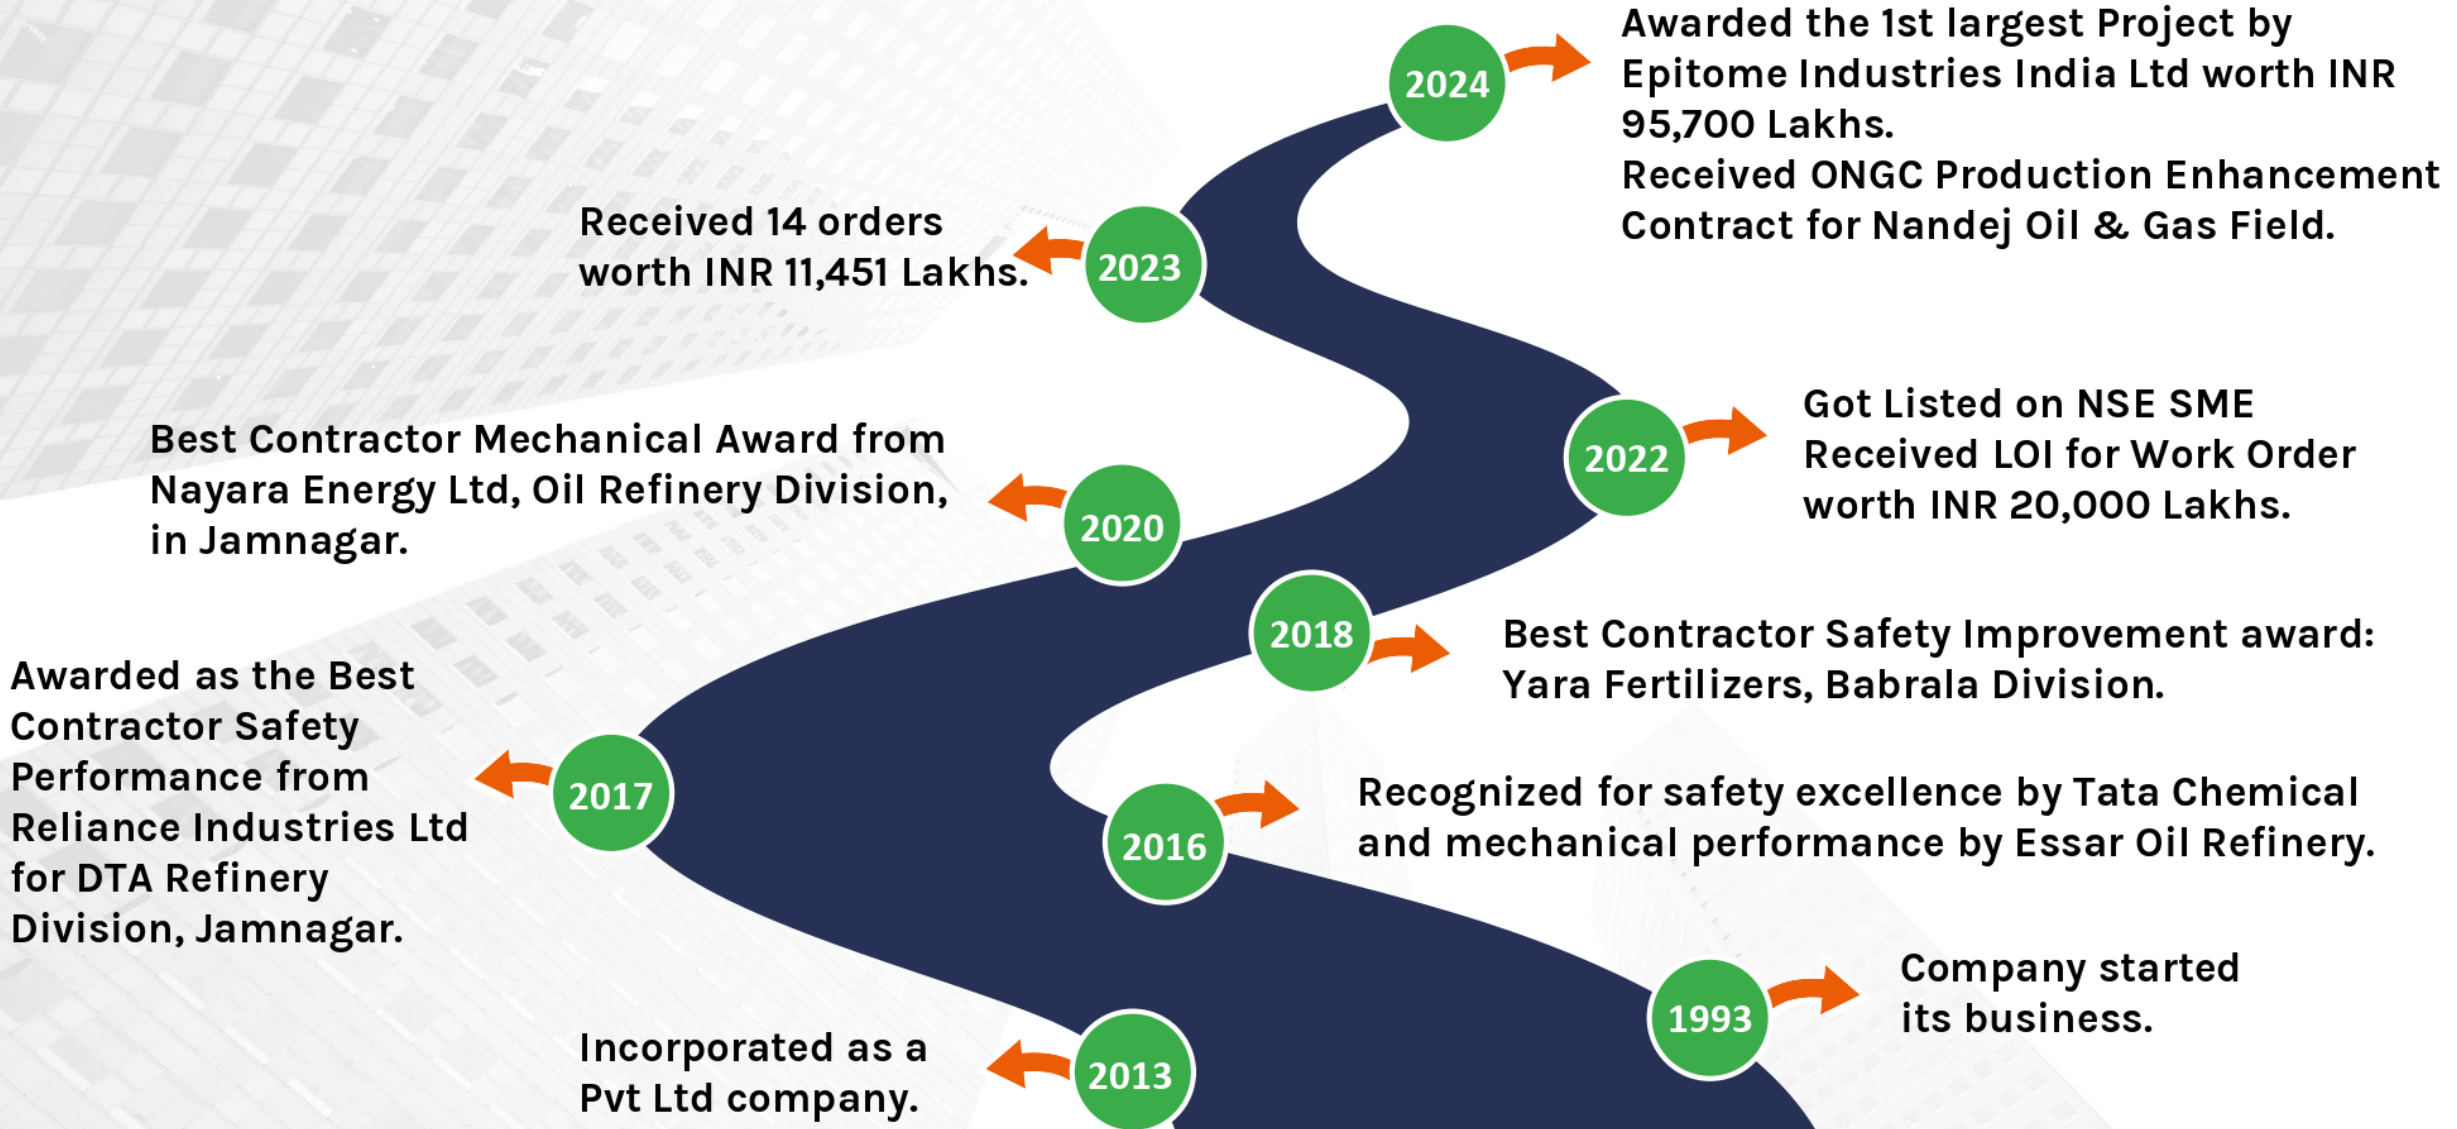 2024
Awarded the 1st largest Project by
Epitome Industries India Ltd worth INR
95,700 Lakhs.
Received ONGC Production Enhancement
Contract for Nandej Oil & Gas Field.
2023
Received 14 orders
worth INR 11,451 Lakhs.
2022
Got Listed on NSE SME
Received LOI for Work Order
worth INR 20,000 Lakhs.
2020
Best Contractor Mechanical Award from
Nayara Energy Ltd, Oil Refinery Division,
in Jamnagar.
2018
Best Contractor Safety Improvement award:
Yara Fertilizers, Babrala Division.
2017
Awarded as the Best
Contractor Safety
Performance from
Reliance Industries Ltd
for DTA Refinery
Division, Jamnagar.
2016
Recognized for safety excellence by Tata Chemical
and mechanical performance by Essar Oil Refinery.
1993
Company started
its business.
2013
Incorporated as a
Pvt Ltd company.